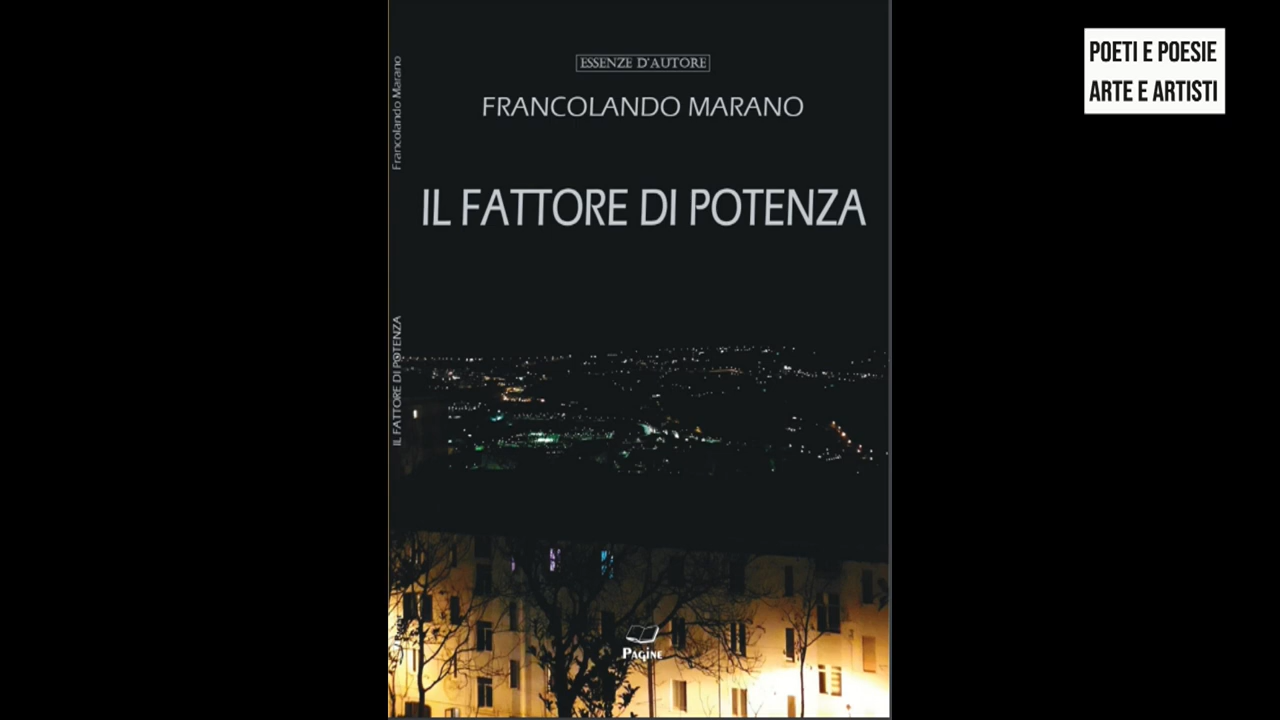 ESSENZE D'AUTORE
FRANCOLANDO MARANO
IL FATTORE DI POTENZA
Francolando Marano
IL FATTORE DI POTENZA
PAGINE
POETI E POESIE
ARTE E ARTISTI